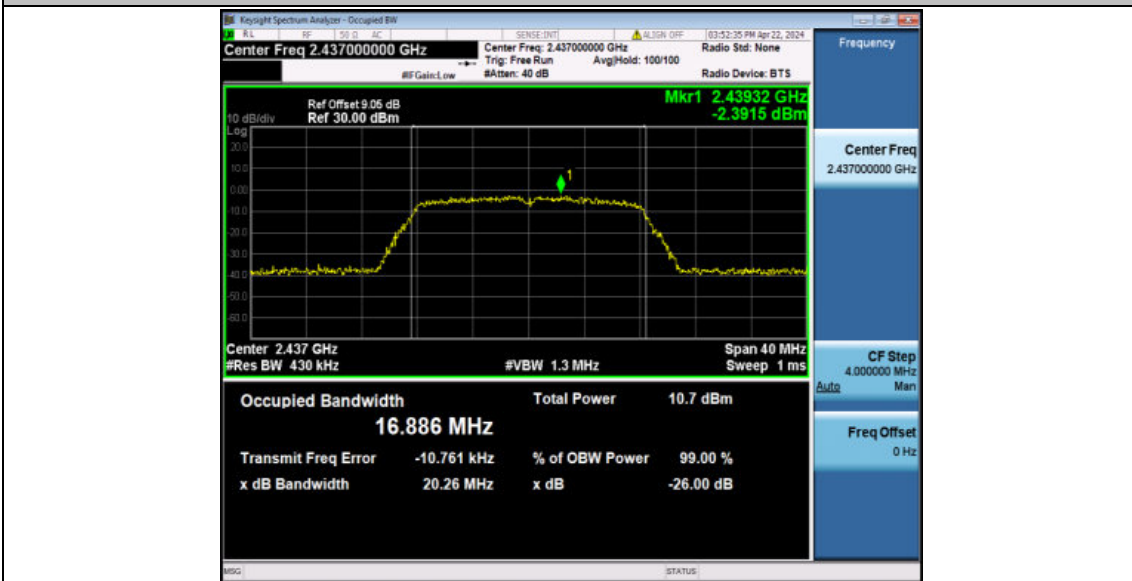 Keysight Spectrum Analyzer - Occupied BW
RL RF 50 Ω AC SENSE:INT ALIGN OFF 03:52:35 PM Apr 22, 2024
Center Freq 2.437000000 GHz
Center Freq: 2.437000000 GHz
Radio Std: None
Trig: Free Run Avg|Hold: 100/100
#IFGain:Low
#Atten: 40 dB
Radio Device: BTS
Frequency
Mkr1 2.43932 GHz
-2.3915 dBm
Ref Offset 9.05 dB
10 dB/div Ref 30.00 dBm
Log
20.0
10.0
0.00
-10.0
-20.0
-30.0
-40.0
-50.0
-60.0
1
Center 2.437 GHz Span 40 MHz
#Res BW 430 kHz #VBW 1.3 MHz Sweep 1 ms
Occupied Bandwidth
16.886 MHz
Total Power 10.7 dBm
Transmit Freq Error -10.761 kHz % of OBW Power 99.00 %
x dB Bandwidth 20.26 MHz x dB -26.00 dB
Center Freq
2.437000000 GHz
CF Step
4.000000 MHz
Auto Man
Freq Offset
0 Hz
MSG STATUS